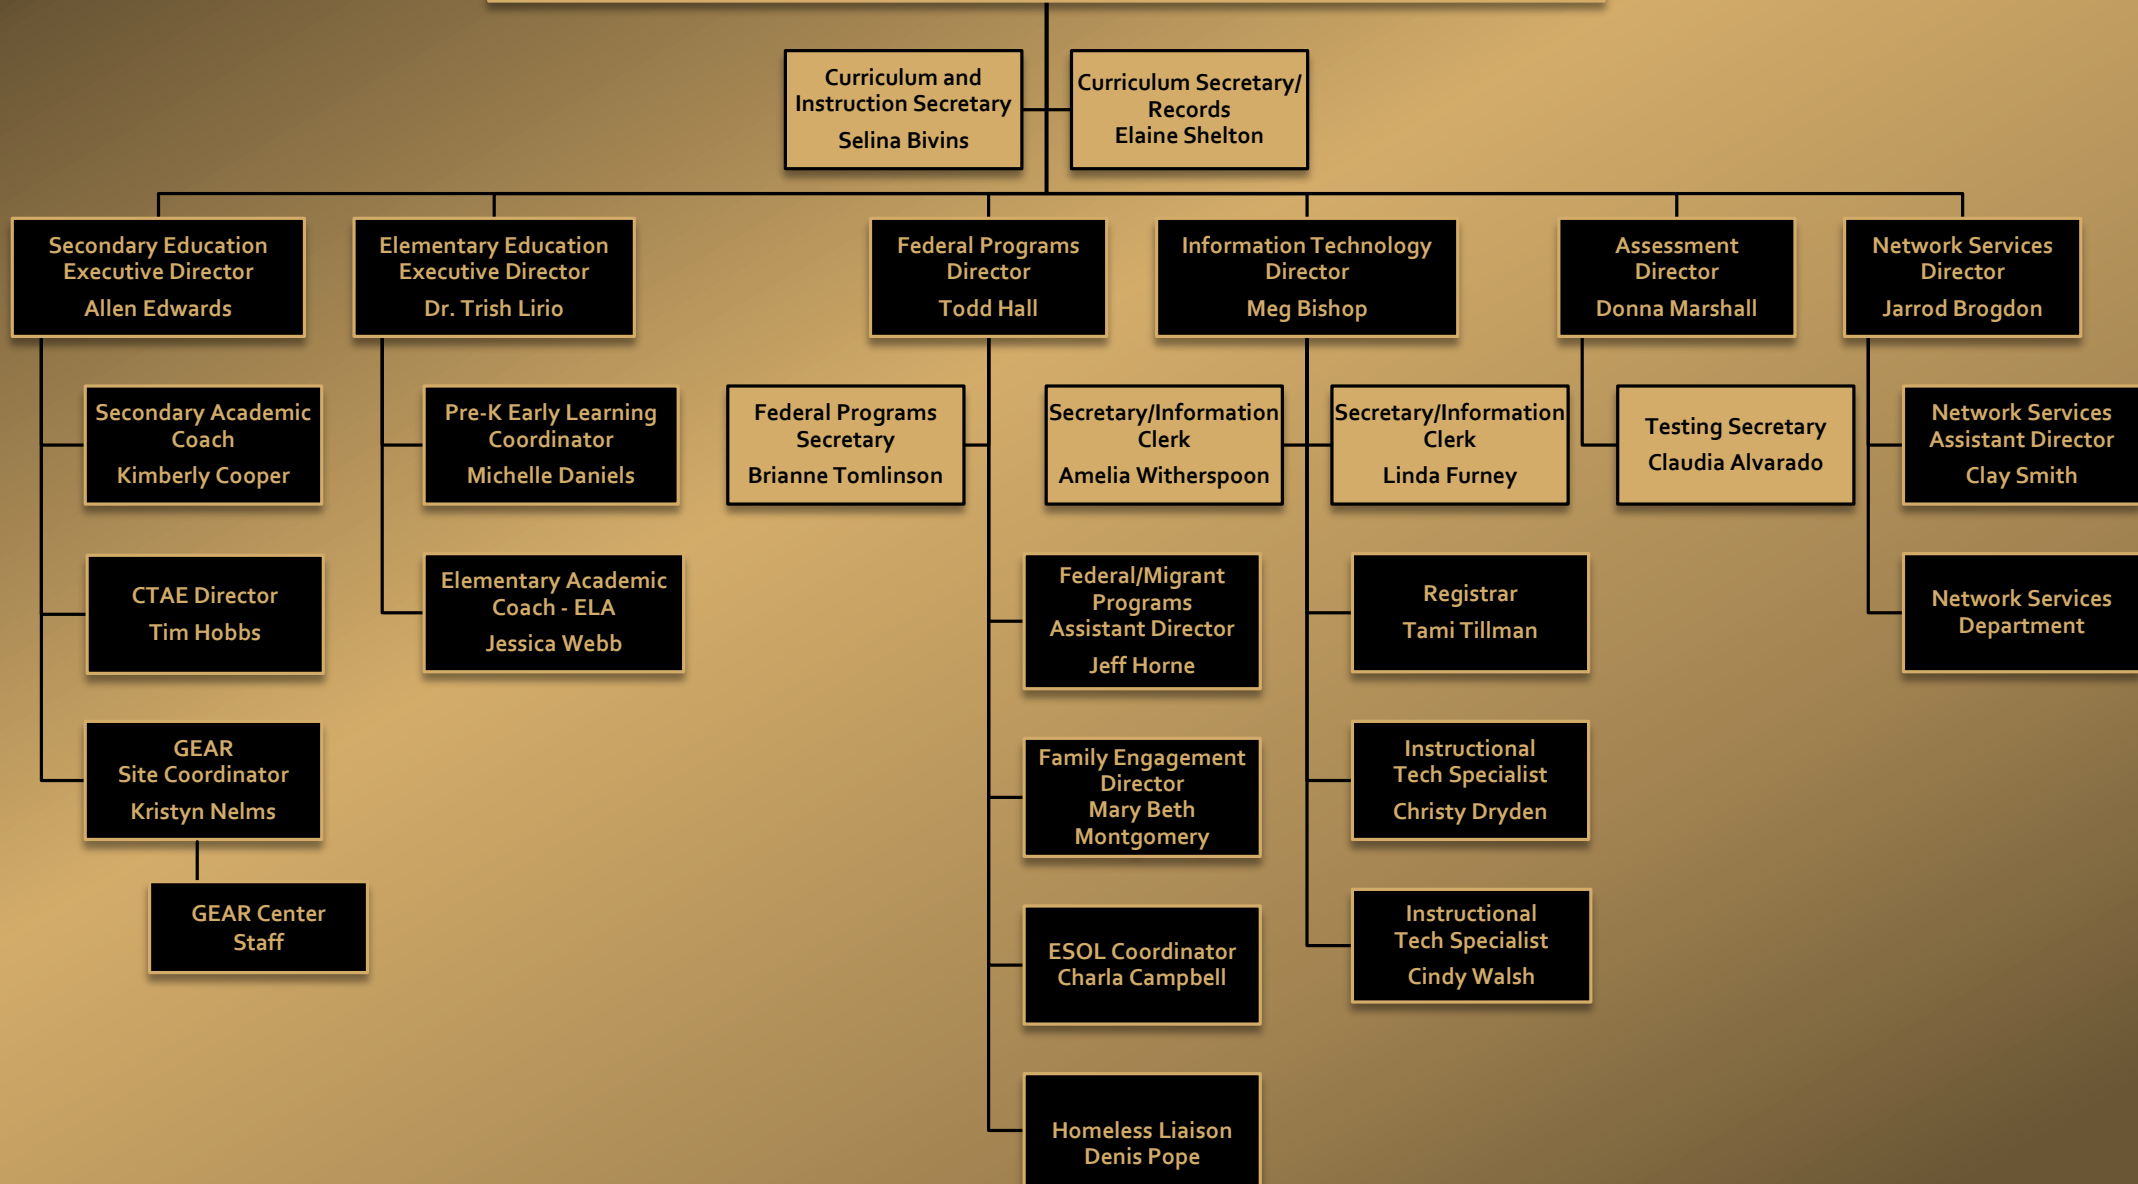 Curriculum and
Instruction Secretary
Selina Bivins
Curriculum Secretary/
Records
Elaine Shelton
Secondary Education
Executive Director
Allen Edwards
Elementary Education
Executive Director
Dr. Trish Lirio
Federal Programs
Director
Todd Hall
Information Technology
Director
Meg Bishop
Assessment
Director
Donna Marshall
Network Services
Director
Jarrod Brogdon
Secondary Academic
Coach
Kimberly Cooper
Pre-K Early Learning
Coordinator
Michelle Daniels
Federal Programs
Secretary
Brianne Tomlinson
Secretary/Information
Clerk
Amelia Witherspoon
Secretary/Information
Clerk
Linda Furney
Testing Secretary
Claudia Alvarado
Network Services
Assistant Director
Clay Smith
CTAE Director
Tim Hobbs
Elementary Academic
Coach - ELA
Jessica Webb
Federal/Migrant
Programs
Assistant Director
Jeff Horne
Registrar
Tami Tillman
Network Services
Department
GEAR
Site Coordinator
Kristyn Nelms
Family Engagement
Director
Mary Beth
Montgomery
Instructional
Tech Specialist
Christy Dryden
GEAR Center
Staff
ESOL Coordinator
Charla Campbell
Instructional
Tech Specialist
Cindy Walsh
Homeless Liaison
Denis Pope